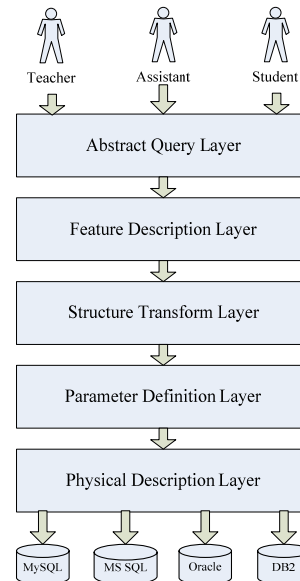 Teacher Assistant Student
Abstract Query Layer
Feature Description Layer
Structure Transform Layer
Parameter Definition Layer
Physical Description Layer
MySQL MS SQL Oracle DB2